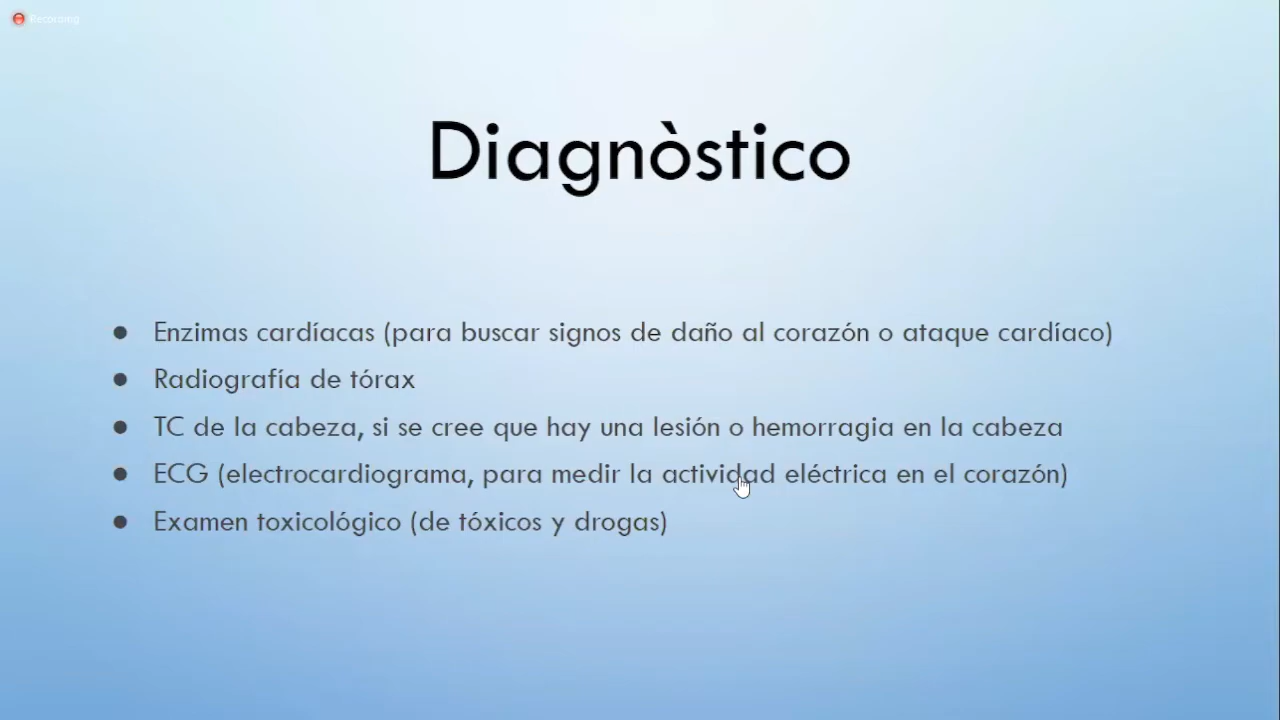 Recording
Diagnòstico
● Enzimas cardíacas (para buscar signos de daño al corazón o ataque cardíaco)
● Radiografía de tórax
● TC de la cabeza, si se cree que hay una lesión o hemorragia en la cabeza
● ECG (electrocardiograma, para medir la actividad eléctrica en el corazón)
● Examen toxicológico (de tóxicos y drogas)